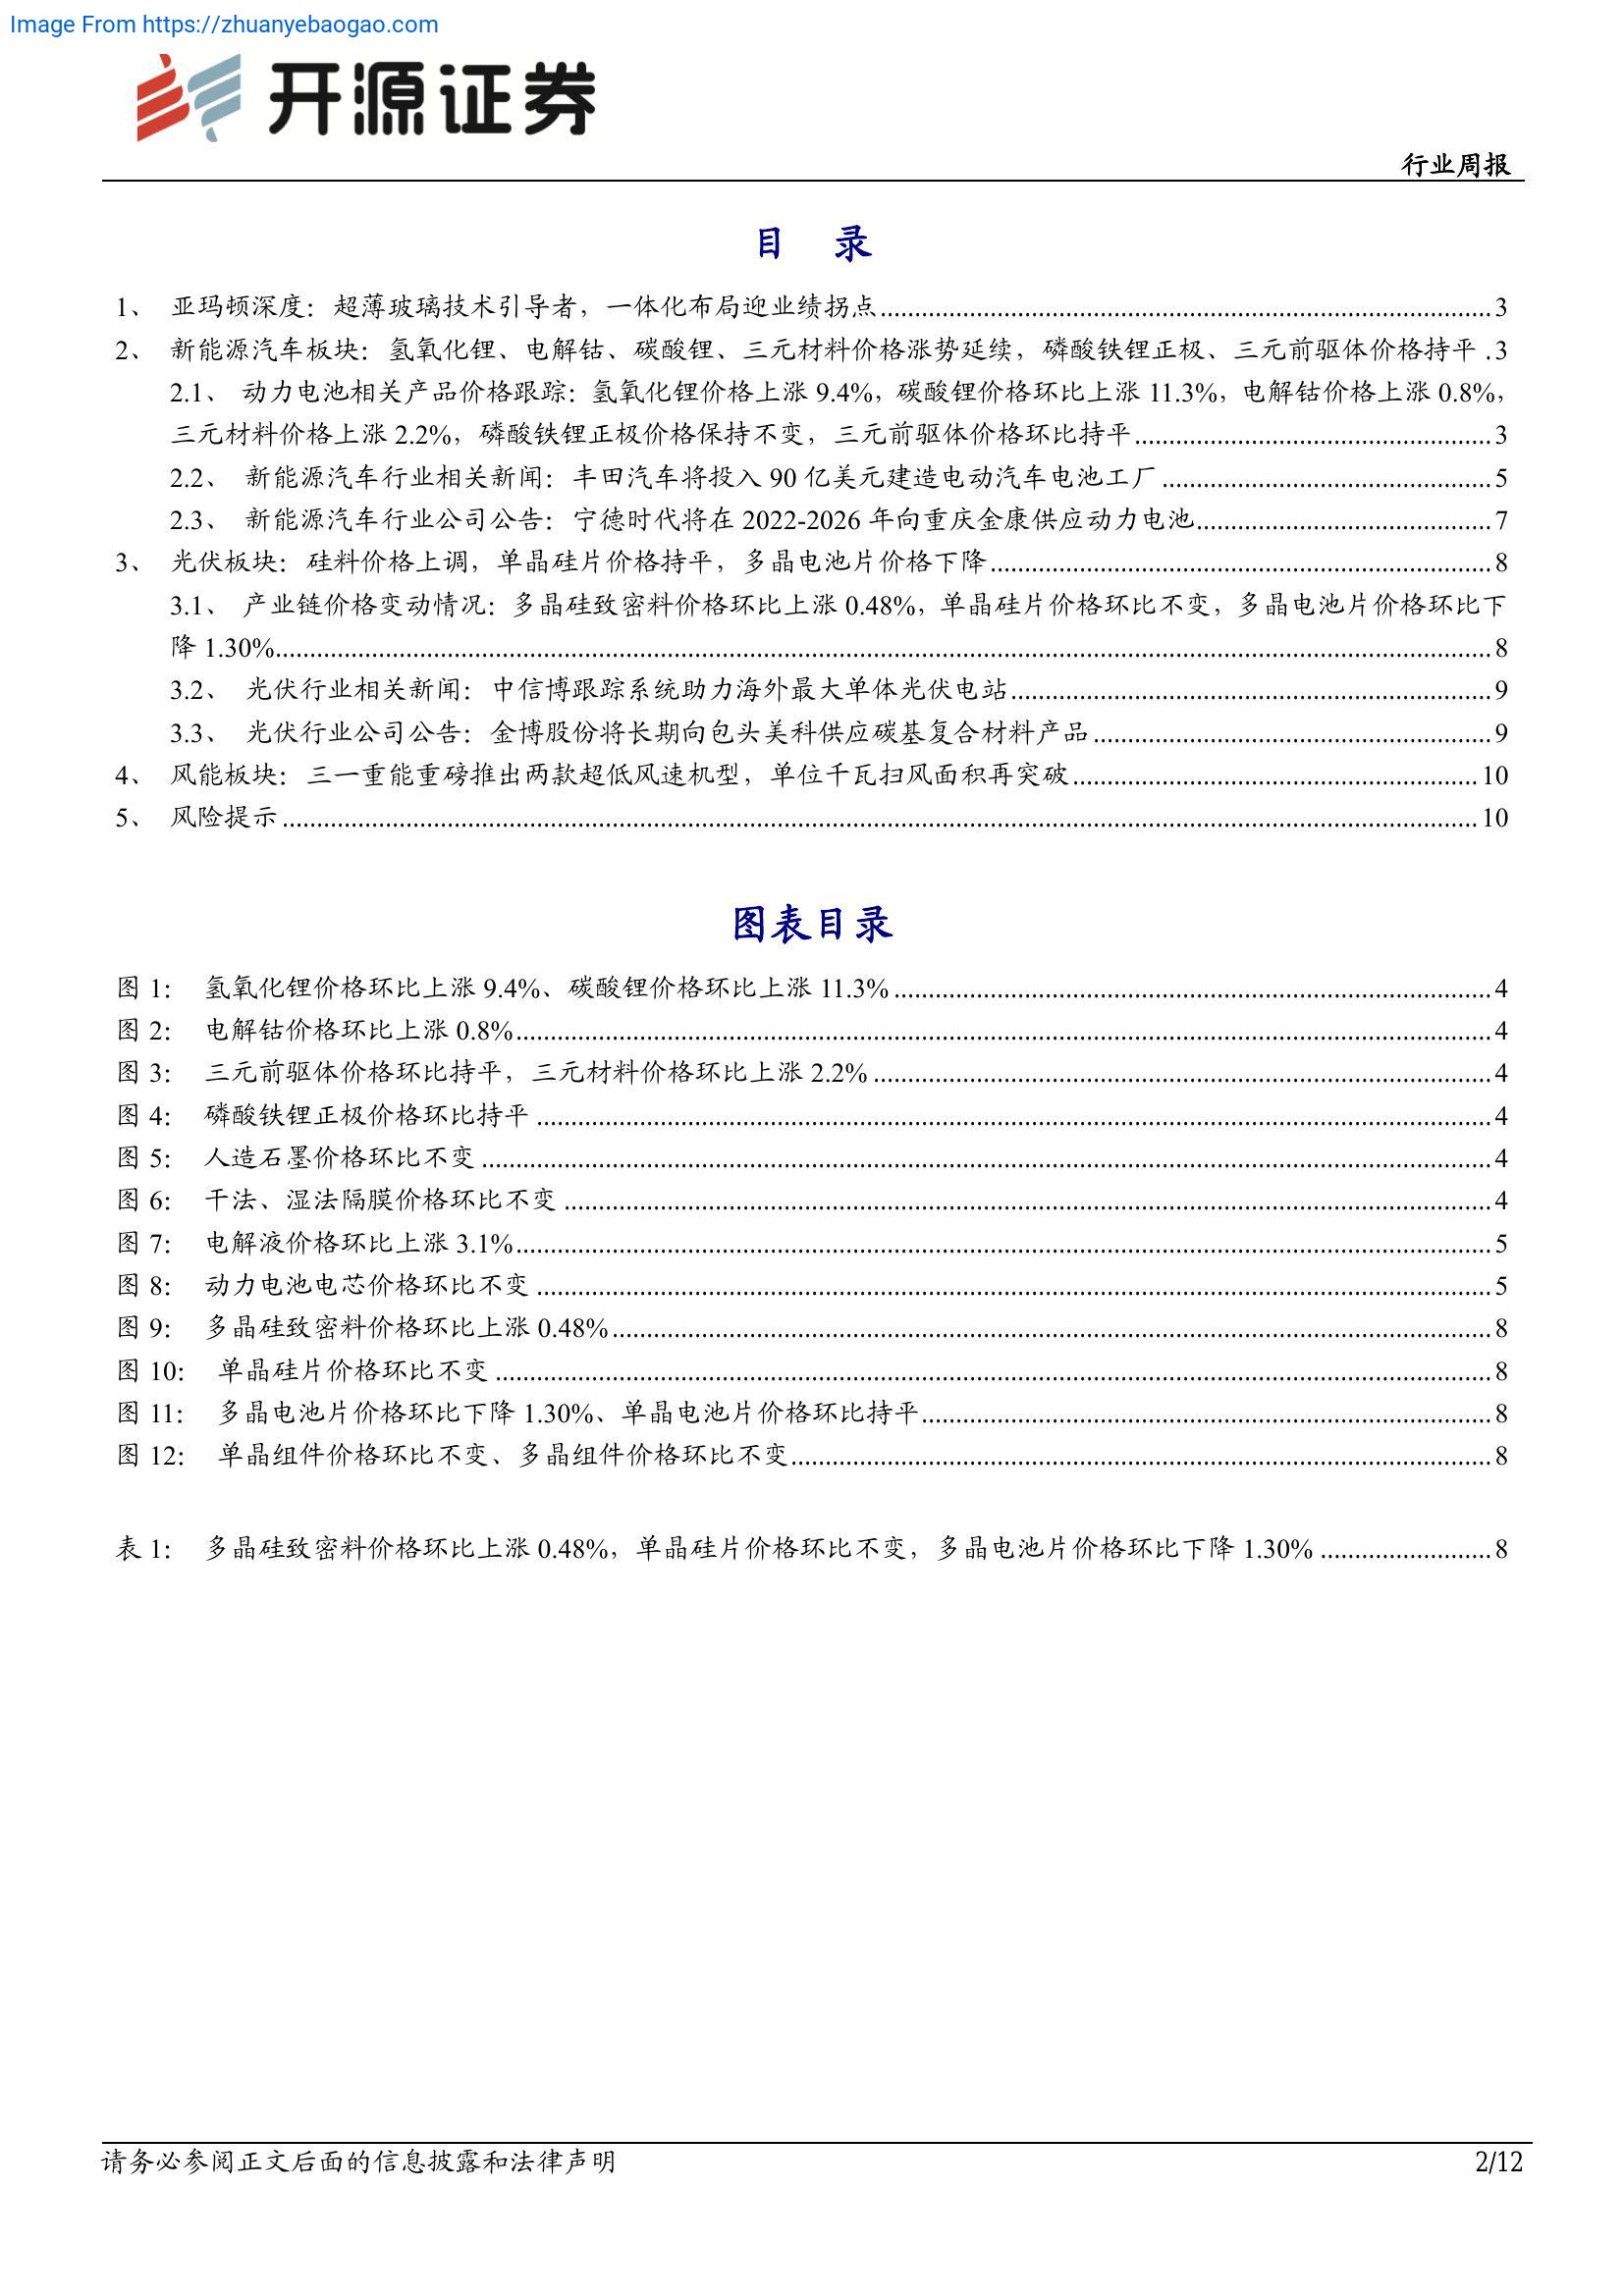 Image From https://zhuanyebaogao.com
开源证券
行业周报
目 录
1、 亚玛顿深度：超薄玻璃技术引导者，一体化布局迎业绩拐点 3
2、 新能源汽车板块：氢氧化锂、电解钴、碳酸锂、三元材料价格涨势延续，磷酸铁锂正极、三元前驱体价格持平 .3
2.1、 动力电池相关产品价格跟踪：氢氧化锂价格上涨 9.4%，碳酸锂价格环比上涨 11.3%，电解钴价格上涨 0.8%，
三元材料价格上涨 2.2%，磷酸铁锂正极价格保持不变，三元前驱体价格环比持平 3
2.2、 新能源汽车行业相关新闻：丰田汽车将投入 90 亿美元建造电动汽车电池工厂 5
2.3、 新能源汽车行业公司公告：宁德时代将在 2022-2026 年向重庆金康供应动力电池 7
3、 光伏板块：硅料价格上调，单晶硅片价格持平，多晶电池片价格下降 8
3.1、 产业链价格变动情况：多晶硅致密料价格环比上涨 0.48%，单晶硅片价格环比不变，多晶电池片价格环比下
降 1.30% 8
3.2、 光伏行业相关新闻：中信博跟踪系统助力海外最大单体光伏电站 9
3.3、 光伏行业公司公告：金博股份将长期向包头美科供应碳基复合材料产品 9
4、 风能板块：三一重能重磅推出两款超低风速机型，单位千瓦扫风面积再突破 10
5、 风险提示 10
图表目录
图 1： 氢氧化锂价格环比上涨 9.4%、碳酸锂价格环比上涨 11.3% 4
图 2： 电解钴价格环比上涨 0.8% 4
图 3： 三元前驱体价格环比持平，三元材料价格环比上涨 2.2% 4
图 4： 磷酸铁锂正极价格环比持平 4
图 5： 人造石墨价格环比不变 4
图 6： 干法、湿法隔膜价格环比不变 4
图 7： 电解液价格环比上涨 3.1% 5
图 8： 动力电池电芯价格环比不变 5
图 9： 多晶硅致密料价格环比上涨 0.48% 8
图 10： 单晶硅片价格环比不变 8
图 11： 多晶电池片价格环比下降 1.30%、单晶电池片价格环比持平 8
图 12： 单晶组件价格环比不变、多晶组件价格环比不变 8
表 1： 多晶硅致密料价格环比上涨 0.48%，单晶硅片价格环比不变，多晶电池片价格环比下降 1.30% 8
请务必参阅正文后面的信息披露和法律声明
2/12